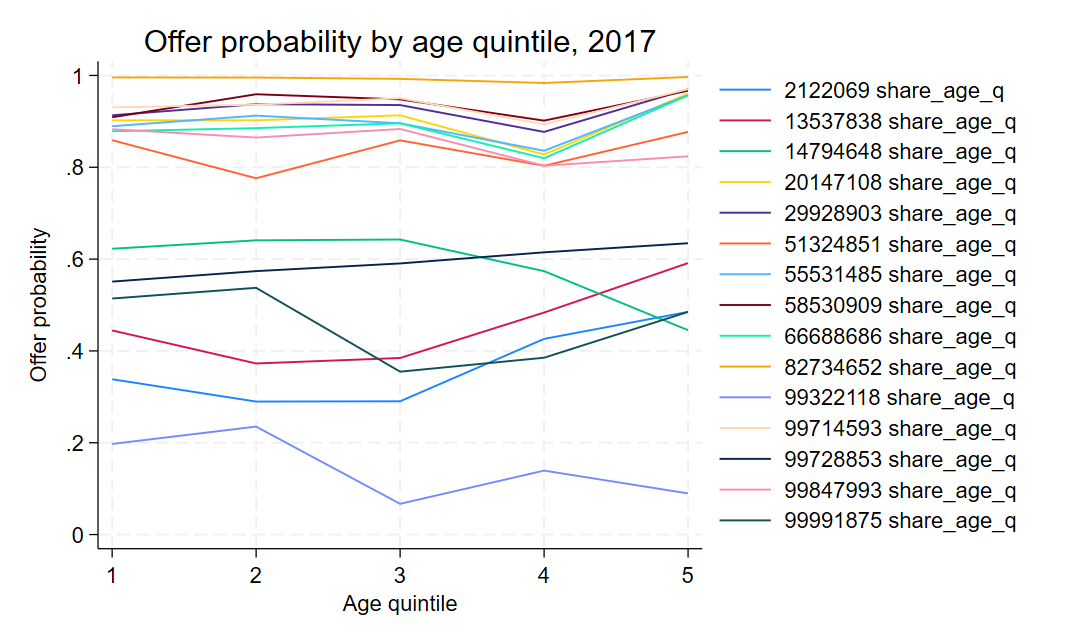 Offer probability by age quintile, 2017
Offer probability
1
.8
.6
.4
.2
0
1 2 3 4 5
Age quintile
2122069 share_age_q
13537838 share_age_q
14794648 share_age_q
20147108 share_age_q
29928903 share_age_q
51324851 share_age_q
55531485 share_age_q
58530909 share_age_q
66688686 share_age_q
82734652 share_age_q
99322118 share_age_q
99714593 share_age_q
99728853 share_age_q
99847993 share_age_q
99991875 share_age_q